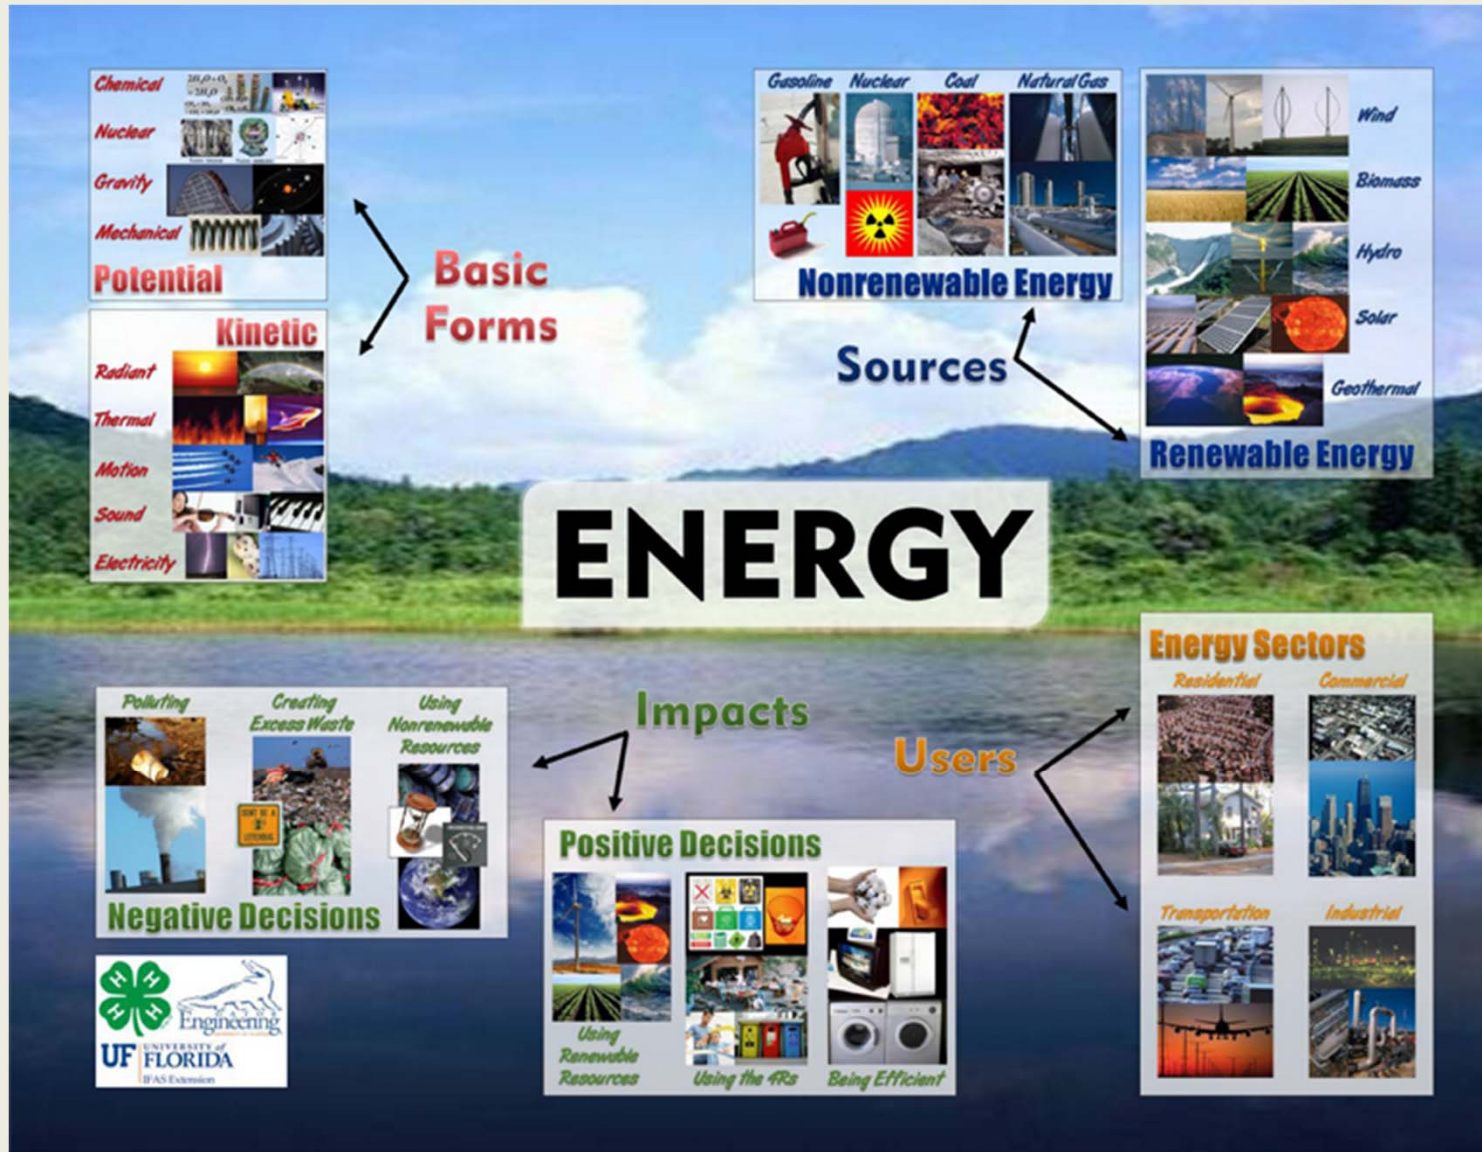 Chemical
Nuclear
Gravity
Mechanical
Potential
Kinetic
Radiant
Thermal
Motion
Sound
Electricity
Basic
Forms
Gasoline
Nuclear
Coal
Natural Gas
Nonrenewable Energy
Sources
Wind
Biomass
Hydro
Solar
Geothermal
Renewable Energy
ENERGY
Polluting
Creating
Excess Waste
Using
Nonrenewable
Resources
Negative Decisions
Impacts
Positive Decisions
Using
Renewable
Resources
Using the 4Rs
Being Efficient
Users
Energy Sectors
Residential
Commercial
Transportation
Industrial
H H
H H
Engineering
UF UNIVERSITY of
FLORIDA
IFAS Extension